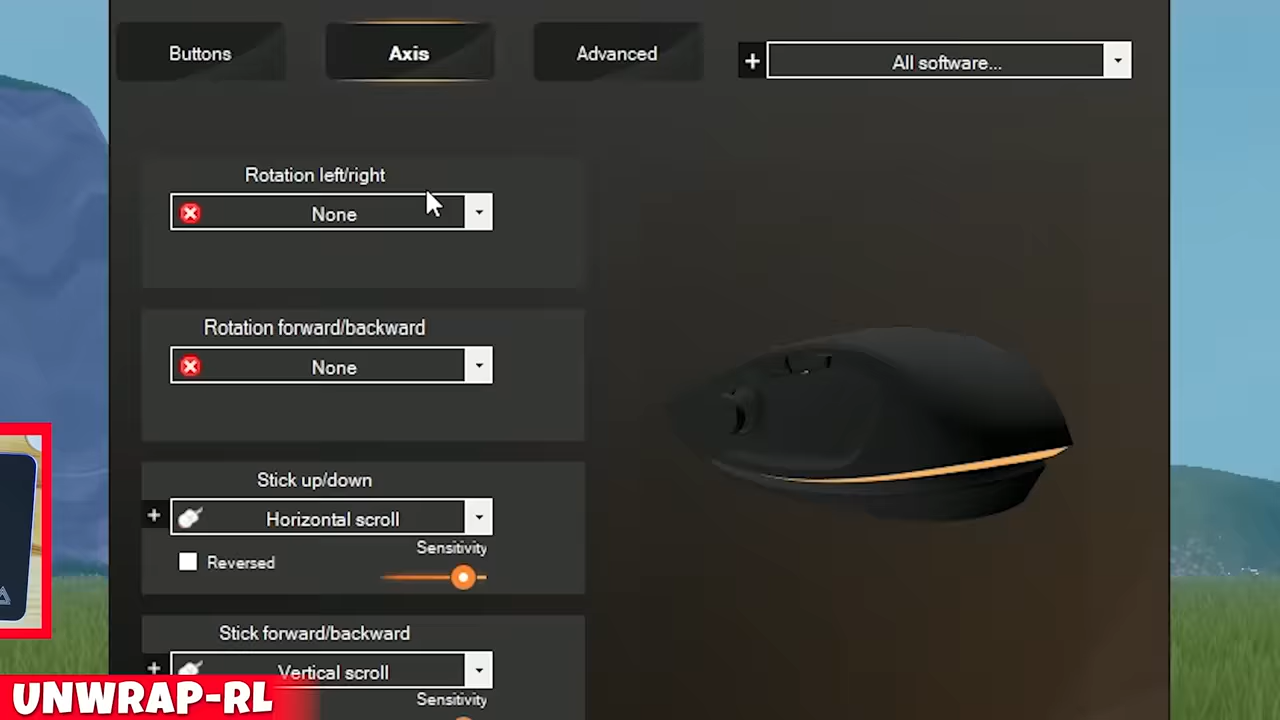 Buttons
Axis
Advanced
+
All software...
Rotation left/right
None
Rotation forward/backward
None
Stick up/down
+
Horizontal scroll
Reversed
Sensitivity
Stick forward/backward
+
Vertical scroll
Sensitivity
UNWRAP-RL